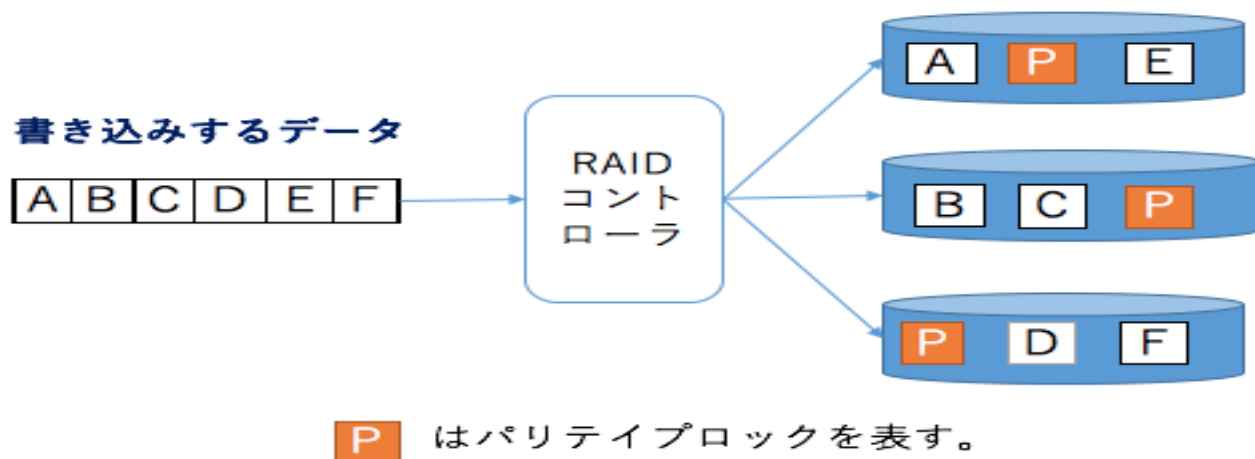 書き込みするデータ
A B C D E F
RAID
コント
ローラ
A P E
B C P
P D F
P はパリテイブロックを表す。